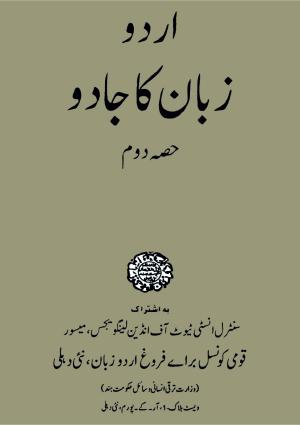 اردو
زبان کا جادو
حصہ دوم
بہ اشتراک
سنٹرل انسٹی ٹیوٹ آف انڈین لینگویجس، میسور
قومی کونسل برائے فروغ اردو زبان، نئی دہلی
(وزارت ترقی انسانی وسائل حکومت ہند)
ویسٹ بلاک-۱، آر۔کے۔پورم، نئی دہلی